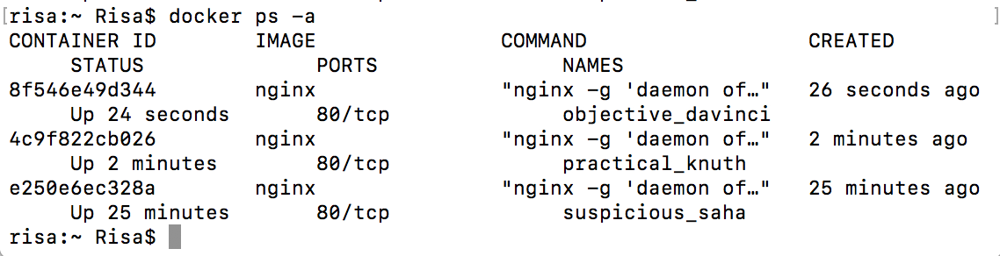 [risa:~ Risa$ docker ps -a ]
CONTAINER ID        IMAGE               COMMAND                  CREATED
     STATUS              PORTS               NAMES
8f546e49d344        nginx               "nginx -g 'daemon of…"   26 seconds ago
     Up 24 seconds       80/tcp              objective_davinci
4c9f822cb026        nginx               "nginx -g 'daemon of…"   2 minutes ago
     Up 2 minutes        80/tcp              practical_knuth
e250e6ec328a        nginx               "nginx -g 'daemon of…"   25 minutes ago
     Up 25 minutes       80/tcp              suspicious_saha
risa:~ Risa$